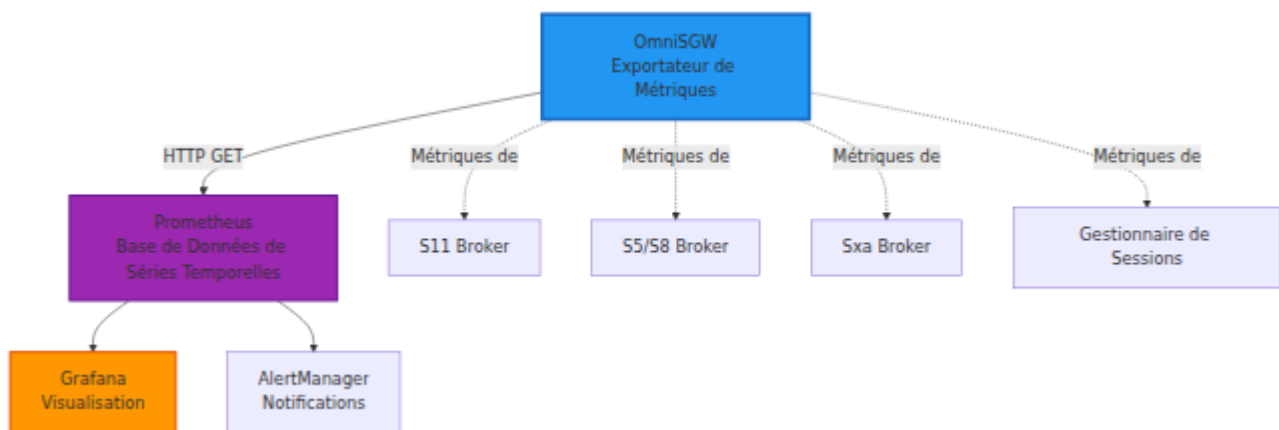 OmniSGW
Exportateur de
Métriques
HTTP GET
Métriques de
Métriques de
Métriques de
Métriques de
Prometheus
Base de Données de
Séries Temporelles
S11 Broker
S5/S8 Broker
Sxa Broker
Gestionnaire de
Sessions
Grafana
Visualisation
AlertManager
Notifications